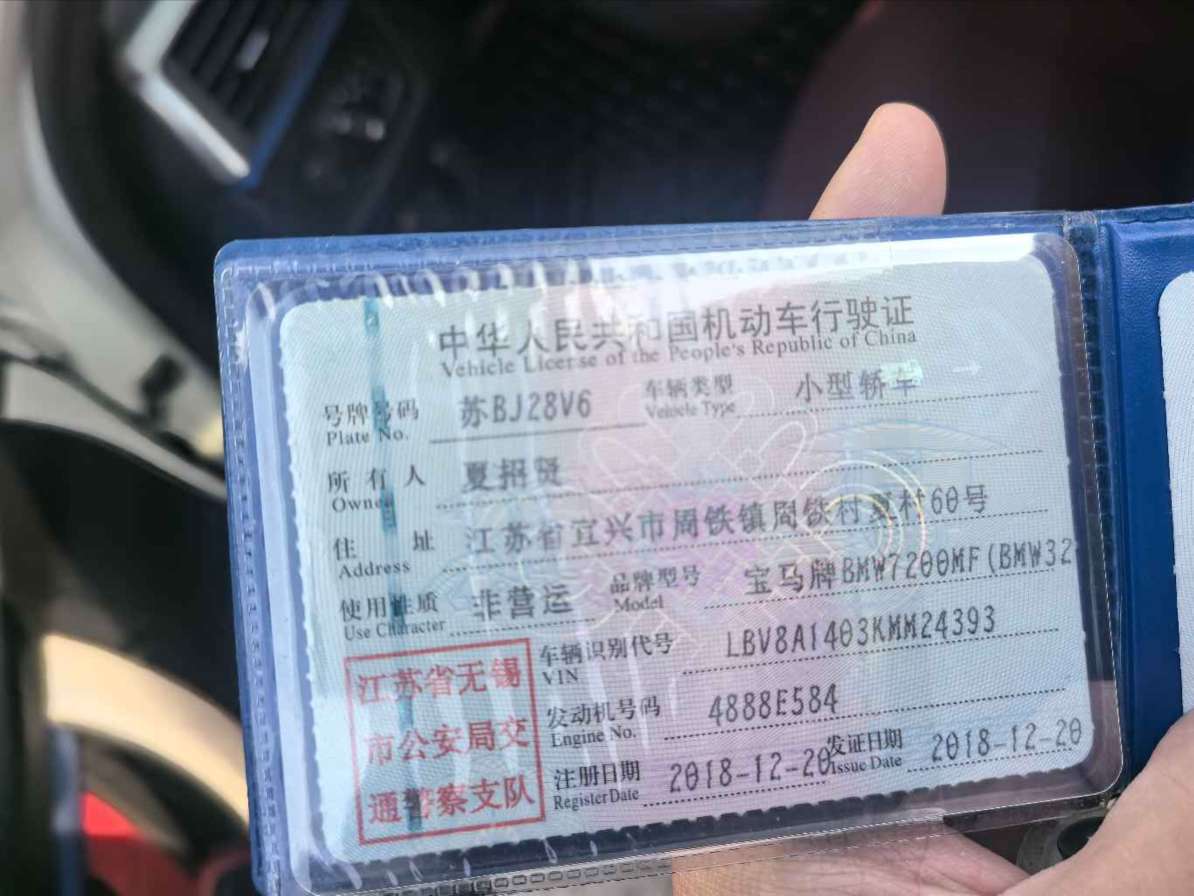 中华人民共和国机动车行驶证
Vehicle License of the People's Republic of China
号牌号码 苏BJ28V6 车辆类型 小型轿车
Plate No. Vehicle Type
所有人 夏招贤
Owner
住址 江苏省宜兴市周铁镇周铁村夏村60号
Address
使用性质 非营运 品牌型号 宝马牌BMW7200MF(BMW32
Use Character Model
车辆识别代号 LBV8A1403KMM24393
VIN
发动机号码 4888E584
Engine No.
注册日期 2018-12-20 发证日期 2018-12-20
Register Date Issue Date
江苏省无锡
市公安局交
通警察支队